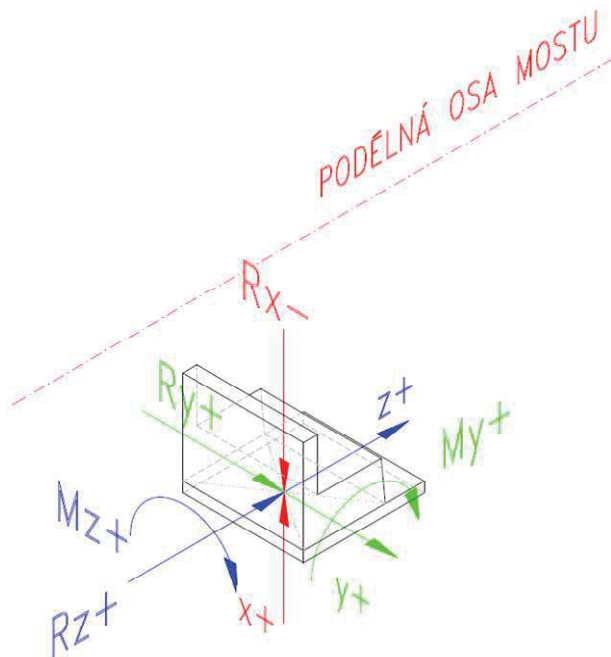 PODÉLNÁ OSA MOSTU
Rx-
Ry+
z+
My+
Mz+
y+
x+
Rz+